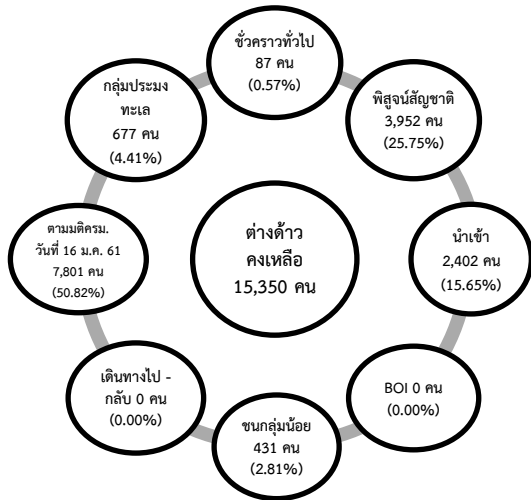 ชั่วคราวทั่วไป
87 คน
(0.57%)
พิสูจน์สัญชาติ
3,952 คน
(25.75%)
นำเข้า
2,402 คน
(15.65%)
BOI 0 คน
(0.00%)
ชนกลุ่มน้อย
431 คน
(2.81%)
เดินทางไป -
กลับ 0 คน
(0.00%)
ตามมติครม.
วันที่ 16 ม.ค. 61
7,801 คน
(50.82%)
กลุ่มประมง
ทะเล
677 คน
(4.41%)
ต่างด้าว
คงเหลือ
15,350 คน